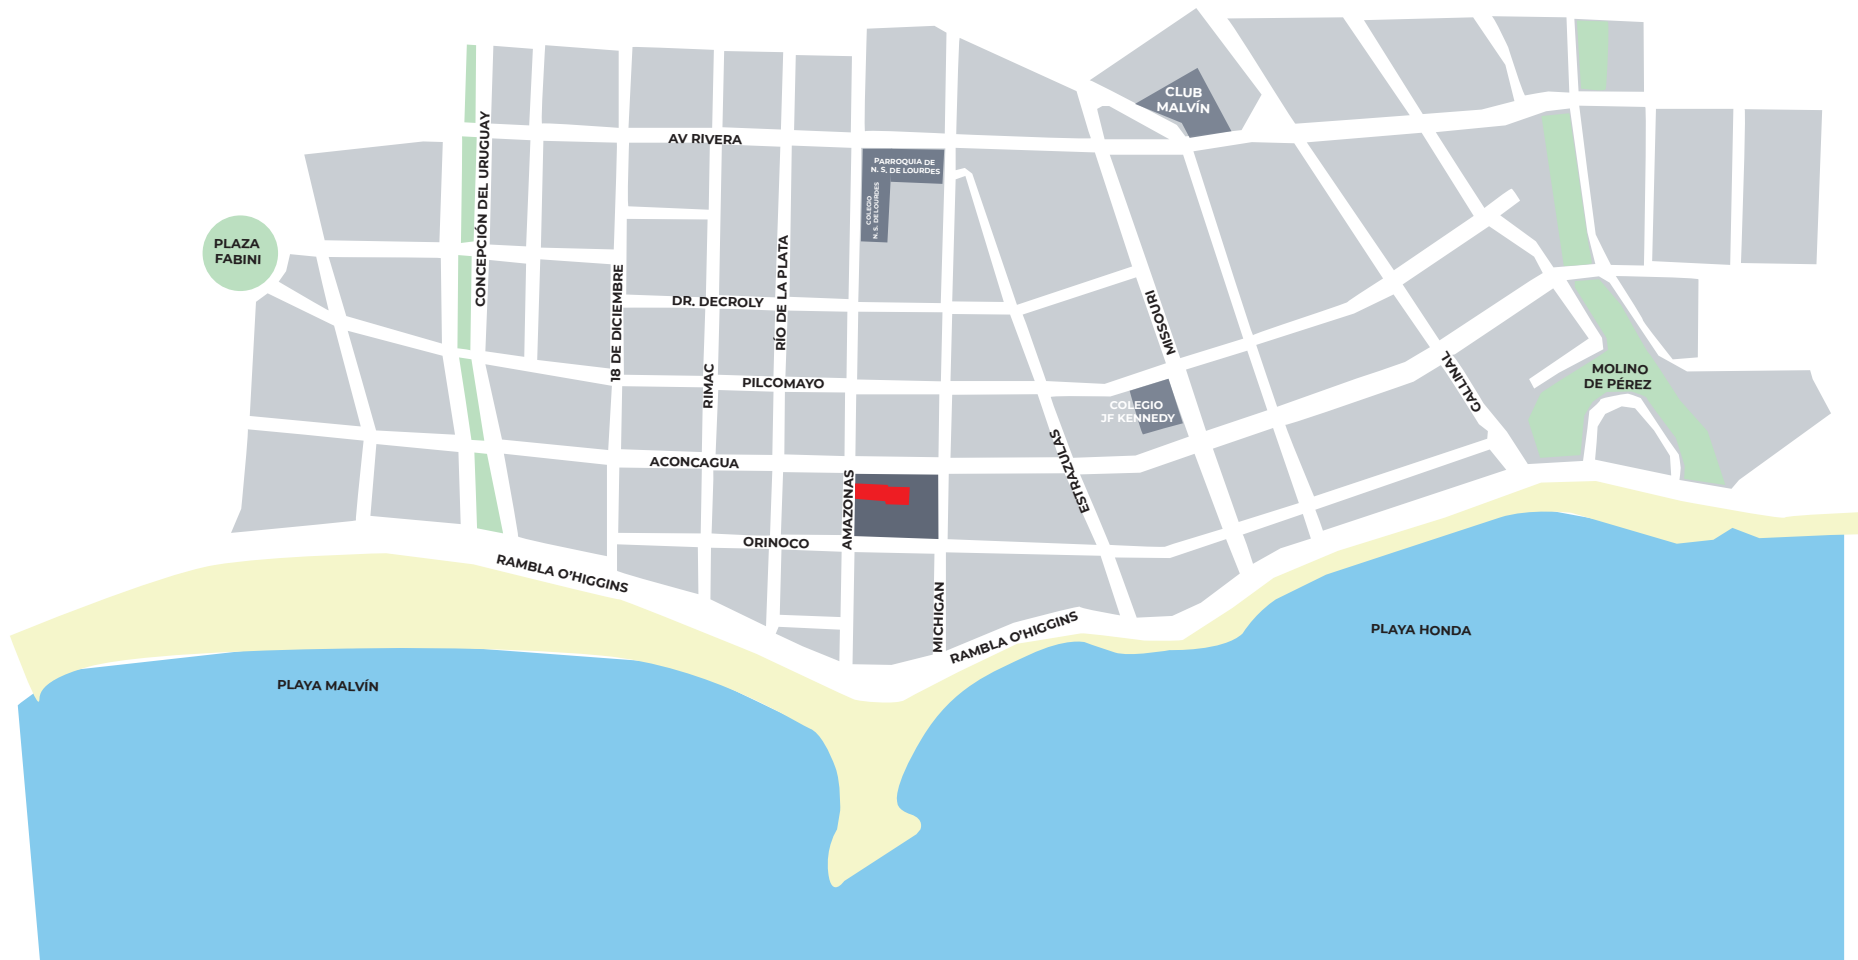 CLUB
MALVÍN
AV RIVERA
PARROQUIA DE
N. S. DE LOURDES
COLEGIO
N. S. DE LOURDES
CONCEPCIÓN DEL URUGUAY
PLAZA
FABINI
18 DE DICIEMBRE
DR. DECROLY
RÍO DE LA PLATA
MISSOURI
PILCOMAYO
RIMAC
GALLINAL
MOLINO
DE PÉREZ
COLEGIO
JF KENNEDY
ACONCAGUA
ESTRAZULAS
AMAZONAS
ORINOCO
RAMBLA O'HIGGINS
MICHIGAN
RAMBLA O'HIGGINS
PLAYA HONDA
PLAYA MALVÍN